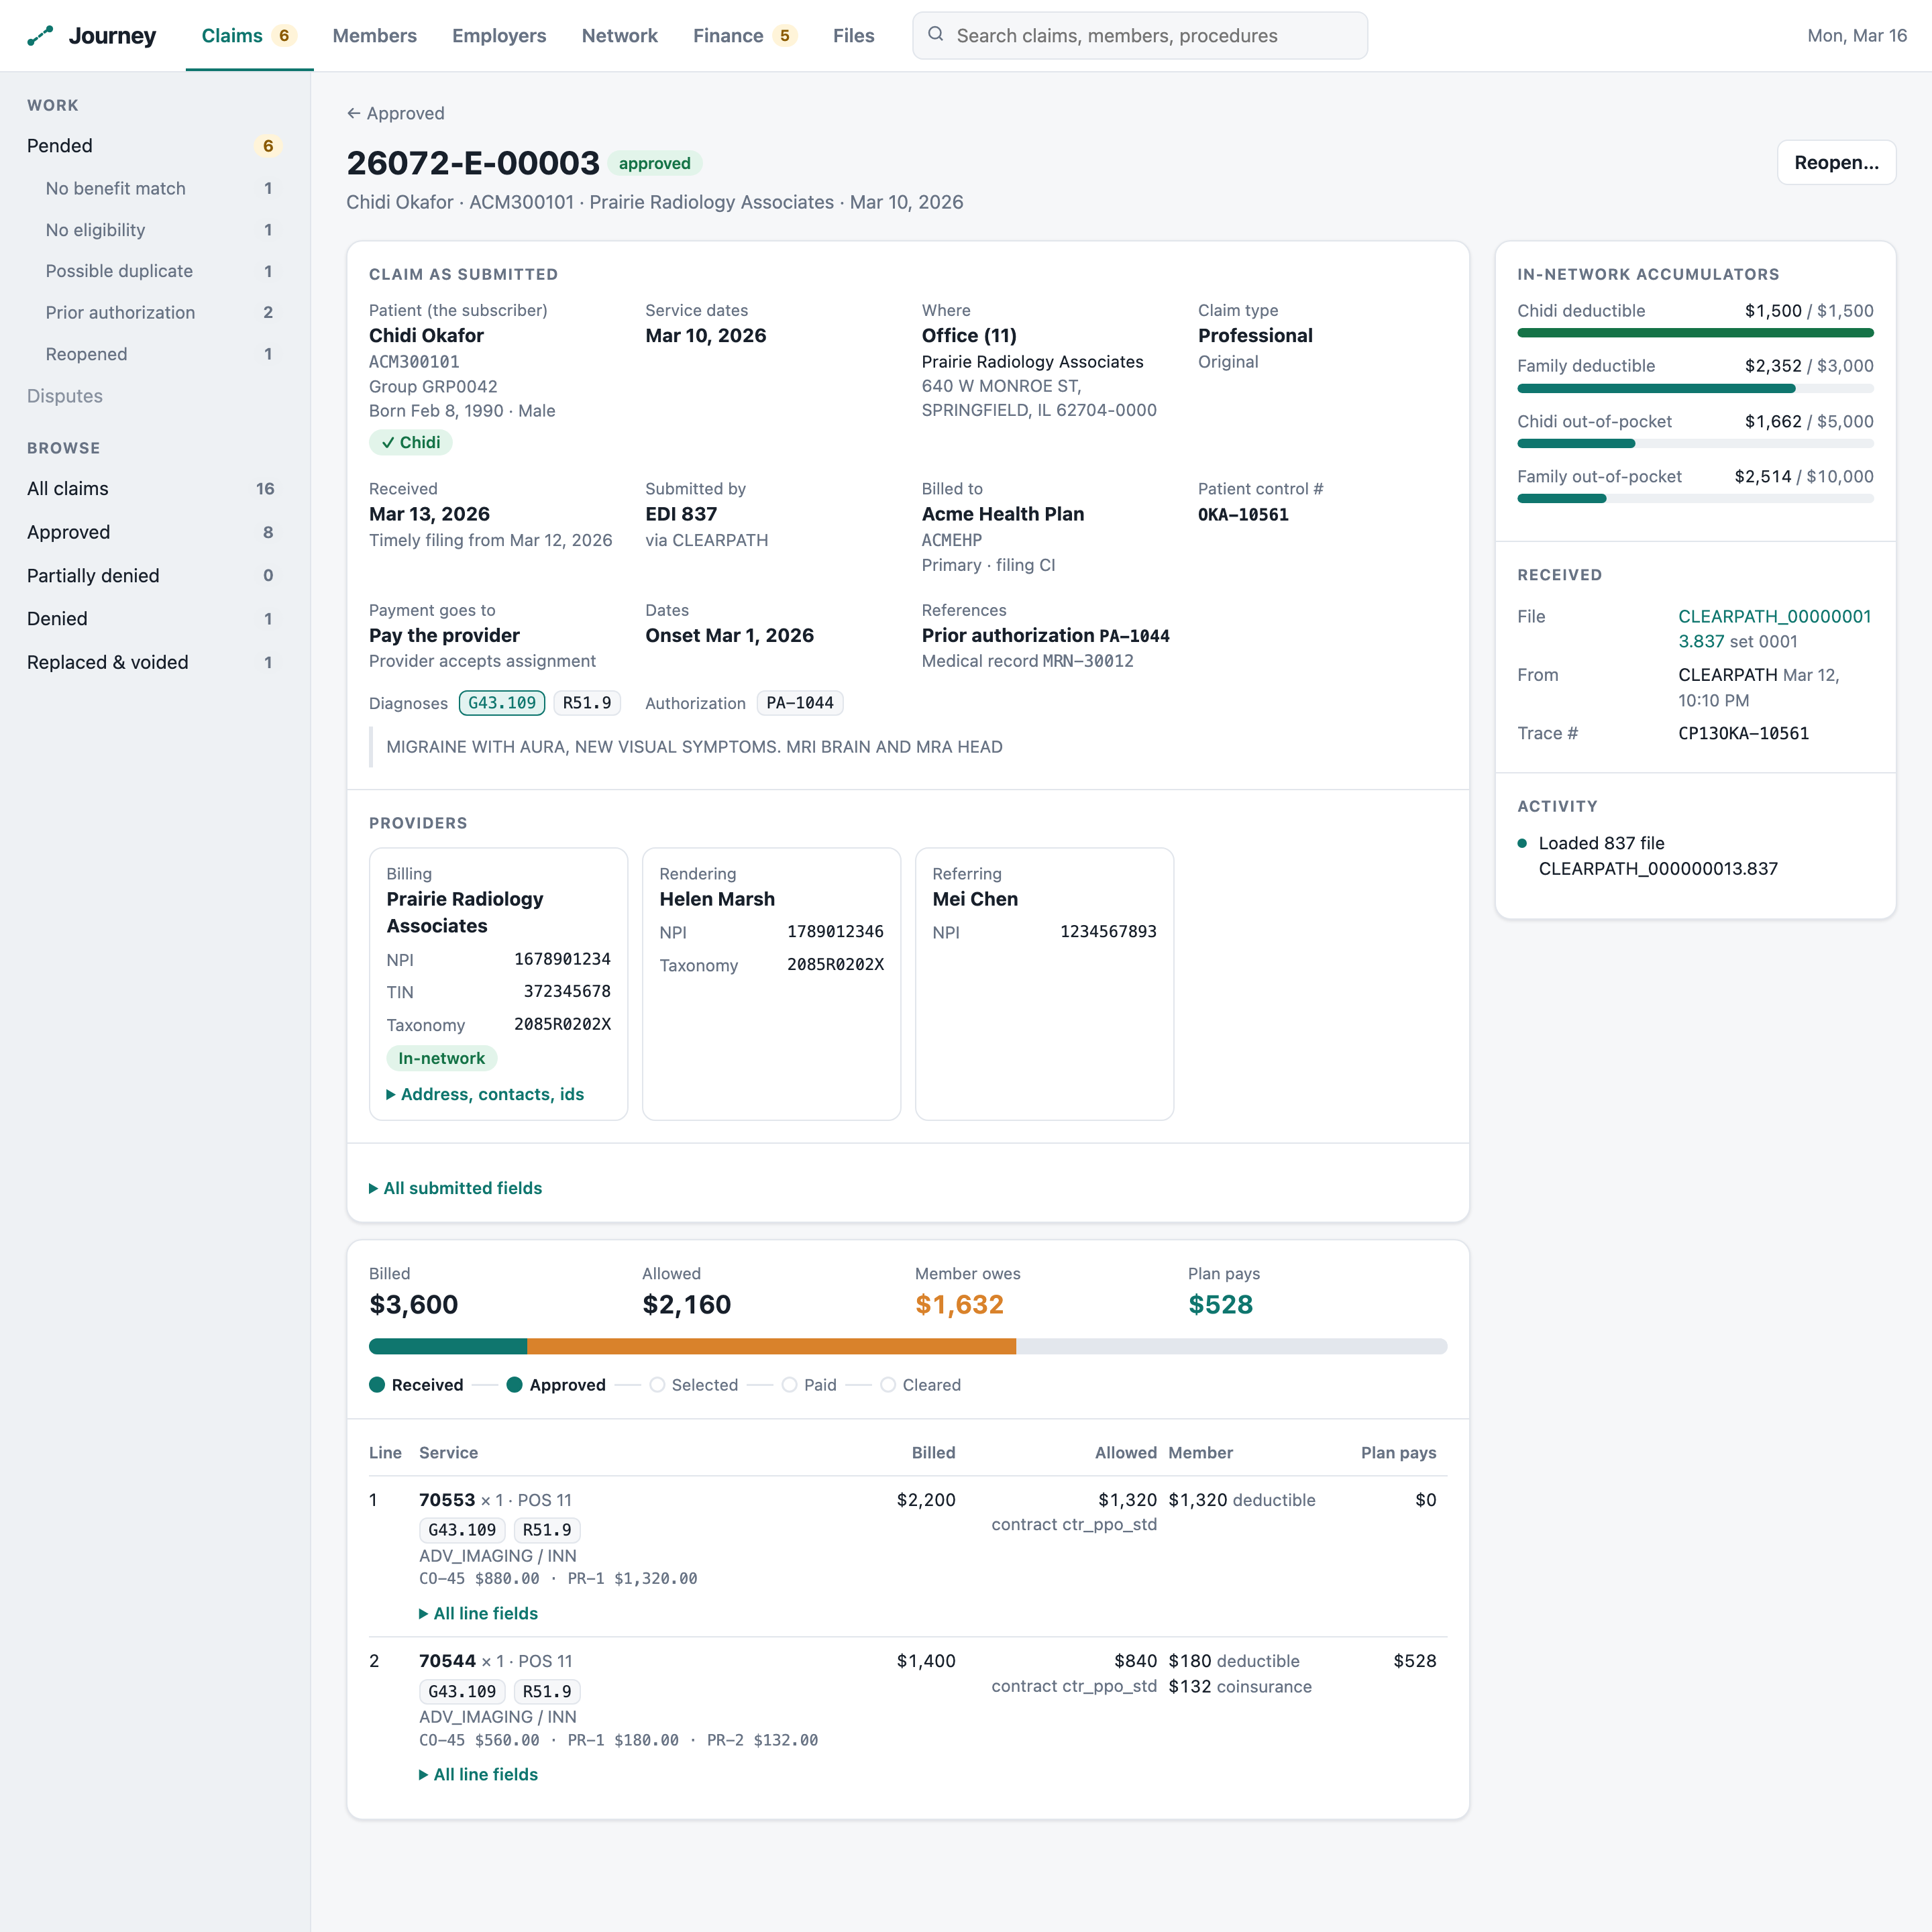 Journey
Claims 6
Members
Employers
Network
Finance 5
Files
Search claims, members, procedures
Mon, Mar 16
WORK
Pended 6
No benefit match 1
No eligibility 1
Possible duplicate 1
Prior authorization 2
Reopened 1
Disputes
BROWSE
All claims 16
Approved 8
Partially denied 0
Denied 1
Replaced & voided 1
← Approved
26072-E-00003 approved
Reopen...
Chidi Okafor · ACM300101 · Prairie Radiology Associates · Mar 10, 2026
CLAIM AS SUBMITTED
Patient (the subscriber)
Chidi Okafor
ACM300101
Group GRP0042
Born Feb 8, 1990 · Male
✓ Chidi
Service dates
Mar 10, 2026
Where
Office (11)
Prairie Radiology Associates
640 W MONROE ST,
SPRINGFIELD, IL 62704-0000
Claim type
Professional
Original
Received
Mar 13, 2026
Timely filing from Mar 12, 2026
Submitted by
EDI 837
via CLEARPATH
Billed to
Acme Health Plan
ACMEHP
Primary · filing CI
Patient control #
OKA-10561
Payment goes to
Pay the provider
Provider accepts assignment
Dates
Onset Mar 1, 2026
References
Prior authorization PA-1044
Medical record MRN-30012
Diagnoses G43.109 R51.9
Authorization PA-1044
MIGRAINE WITH AURA, NEW VISUAL SYMPTOMS. MRI BRAIN AND MRA HEAD
PROVIDERS
Billing
Prairie Radiology
Associates
NPI 1678901234
TIN 372345678
Taxonomy 2085R0202X
In-network
Address, contacts, ids
Rendering
Helen Marsh
NPI 1789012346
Taxonomy 2085R0202X
Referring
Mei Chen
NPI 1234567893
All submitted fields
Billed
$3,600
Allowed
$2,160
Member owes
$1,632
Plan pays
$528
Received
Approved
Selected
Paid
Cleared
Line Service Billed Allowed Member Plan pays
1 70553 × 1 · POS 11 $2,200 $1,320 $1,320 deductible $0
contract ctr_ppo_std
G43.109 R51.9
ADV_IMAGING / INN
CO-45 $880.00 · PR-1 $1,320.00
All line fields
2 70544 × 1 · POS 11 $1,400 $840 $180 deductible $528
contract ctr_ppo_std $132 coinsurance
G43.109 R51.9
ADV_IMAGING / INN
CO-45 $560.00 · PR-1 $180.00 · PR-2 $132.00
All line fields
IN-NETWORK ACCUMULATORS
Chidi deductible $1,500 / $1,500
Family deductible $2,352 / $3,000
Chidi out-of-pocket $1,662 / $5,000
Family out-of-pocket $2,514 / $10,000
RECEIVED
File CLEARPATH_00000001
3.837 set 0001
From CLEARPATH Mar 12,
10:10 PM
Trace # CP13OKA-10561
ACTIVITY
Loaded 837 file
CLEARPATH_000000013.837